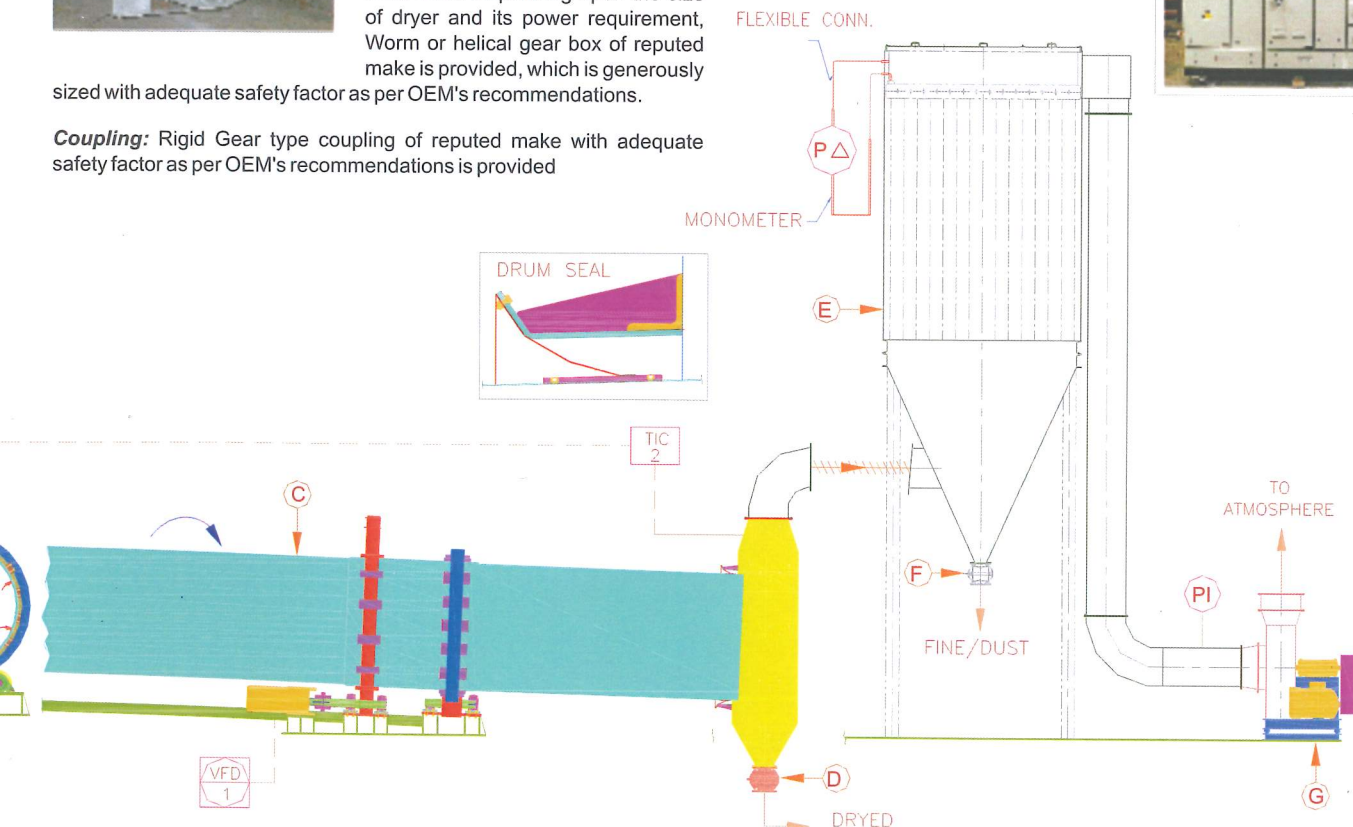 of dryer and its power requirement,
Worm or helical gear box of reputed
make is provided, which is generously
sized with adequate safety factor as per OEM's recommendations.
Coupling: Rigid Gear type coupling of reputed make with adequate
safety factor as per OEM's recommendations is provided
FLEXIBLE CONN.
P △
MONOMETER
DRUM SEAL
E
TIC
2
C
TO
ATMOSPHERE
F
PI
FINE/DUST
VFD
1
D
G
DRYED